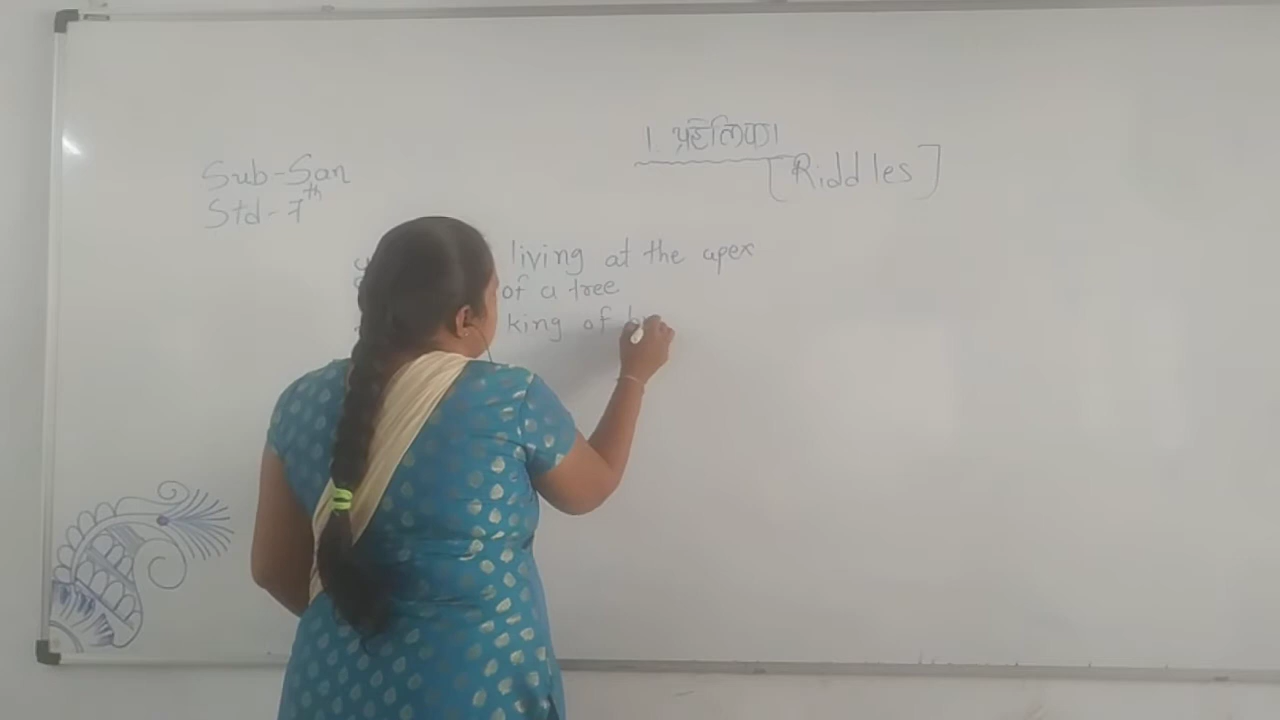 1. प्रहेलिका
[Riddles]
Sub-San
Std-7th
living at the apex
of a tree
king of